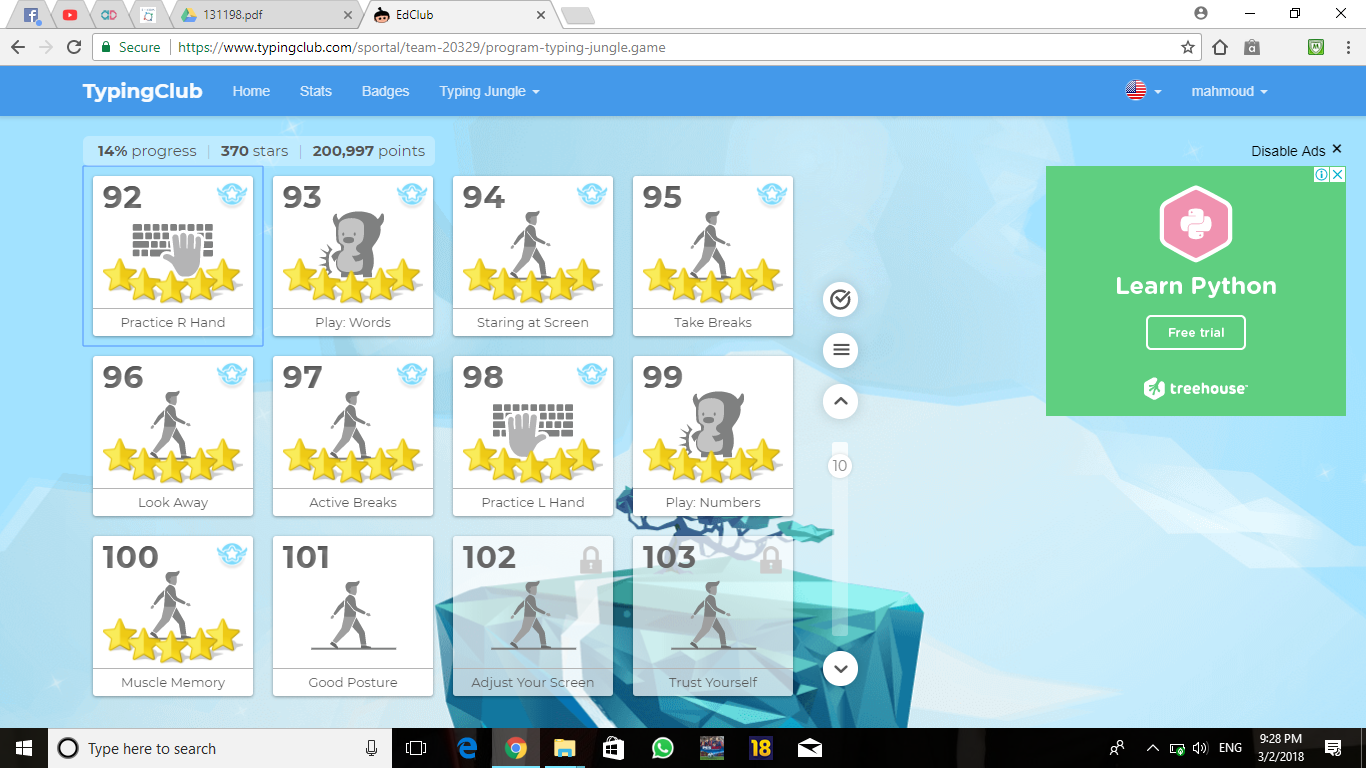 131198.pdf
EdClub
Secure
https://www.typingclub.com/sportal/team-20329/program-typing-jungle.game
TypingClub Home Stats Badges Typing Jungle mahmoud
14% progress | 370 stars | 200,997 points
Disable Ads ✕
92 93 94 95
Practice R Hand Play: Words Staring at Screen Take Breaks
Learn Python
Free trial
treehouse
96 97 98 99
Look Away Active Breaks Practice L Hand Play: Numbers
10
100 101 102 103
Muscle Memory Good Posture Adjust Your Screen Trust Yourself
Type here to search
18
ENG
9:28 PM
3/2/2018